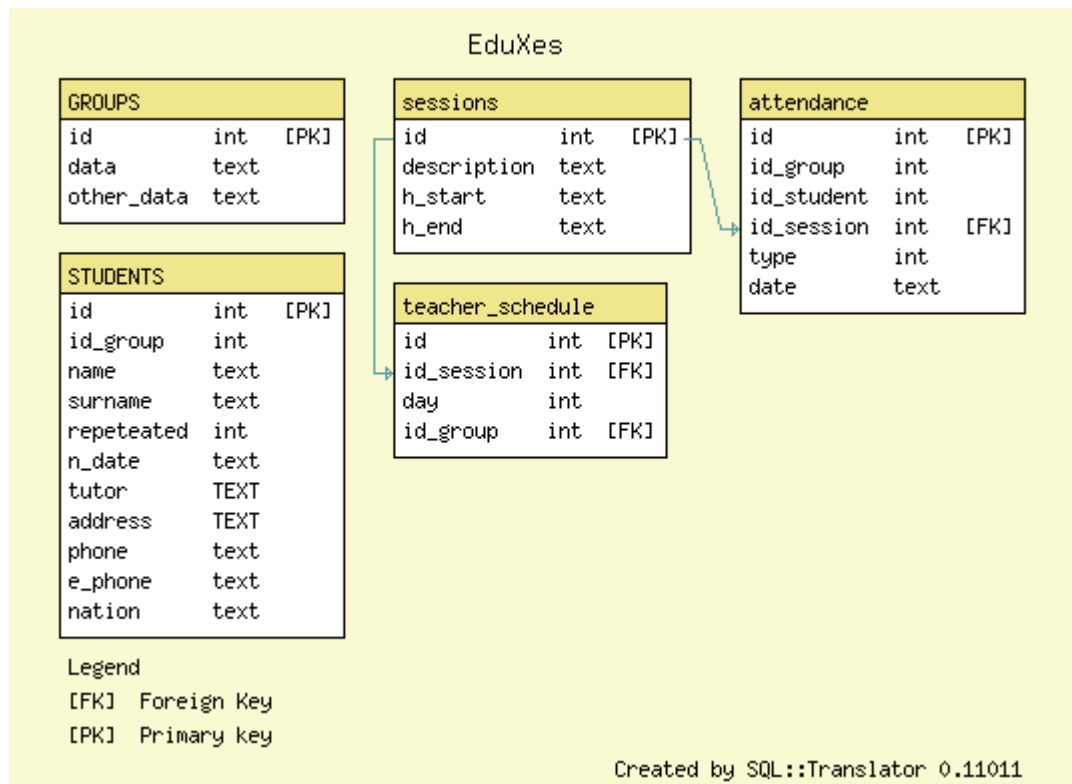 EduXes
GROUPS
id int [PK]
data text
other_data text
STUDENTS
id int [PK]
id_group int
name text
surname text
repeteated int
n_date text
tutor TEXT
address TEXT
phone text
e_phone text
nation text
sessions
id int [PK]
description text
h_start text
h_end text
teacher_schedule
id int [PK]
id_session int [FK]
day int
id_group int [FK]
attendance
id int [PK]
id_group int
id_student int
id_session int [FK]
type int
date text
Legend
[FK] Foreign Key
[PK] Primary key
Created by SQL::Translator 0.11011